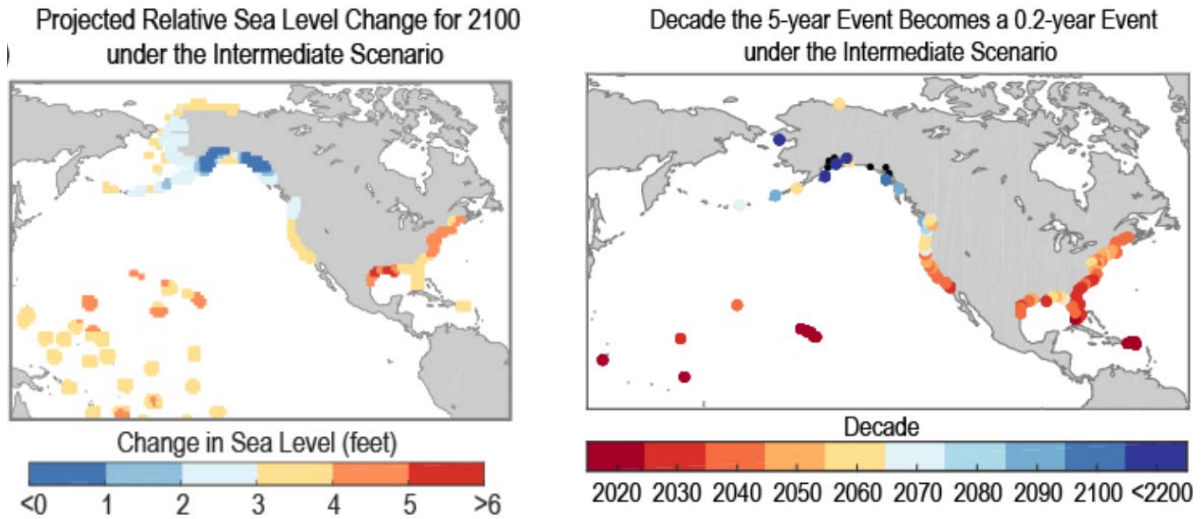 Projected Relative Sea Level Change for 2100
under the Intermediate Scenario
)
Change in Sea Level (feet)
<0 1 2 3 4 5 >6
Decade the 5-year Event Becomes a 0.2-year Event
under the Intermediate Scenario
Decade
2020 2030 2040 2050 2060 2070 2080 2090 2100 <2200